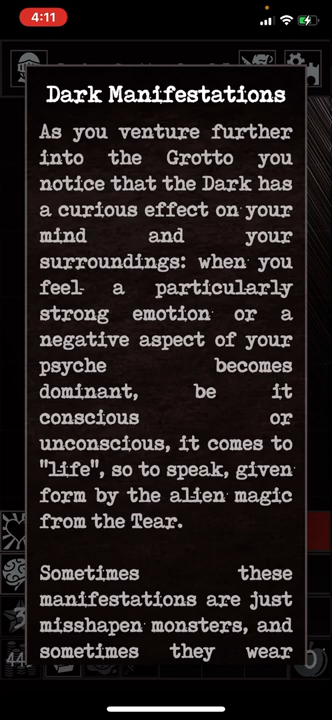 4:11
Dark Manifestations
As you venture further
into the Grotto you
notice that the Dark has
a curious effect on your
mind and your
surroundings: when you
feel a particularly
strong emotion or a
negative aspect of your
psyche becomes
dominant, be it
conscious or
unconscious, it comes to
"life", so to speak, given
form by the alien magic
from the Tear.
Sometimes these
manifestations are just
misshapen monsters, and
sometimes they wear